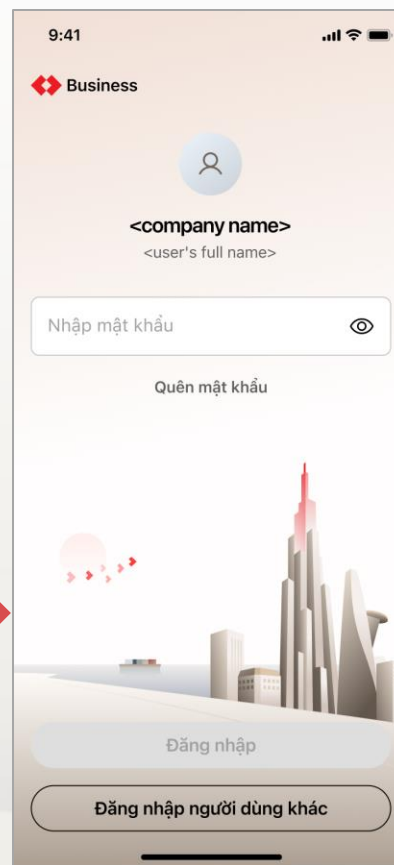 9:41
Business
<company name>
<user's full name>
Nhập mật khẩu
Quên mật khẩu
Đăng nhập
Đăng nhập người dùng khác